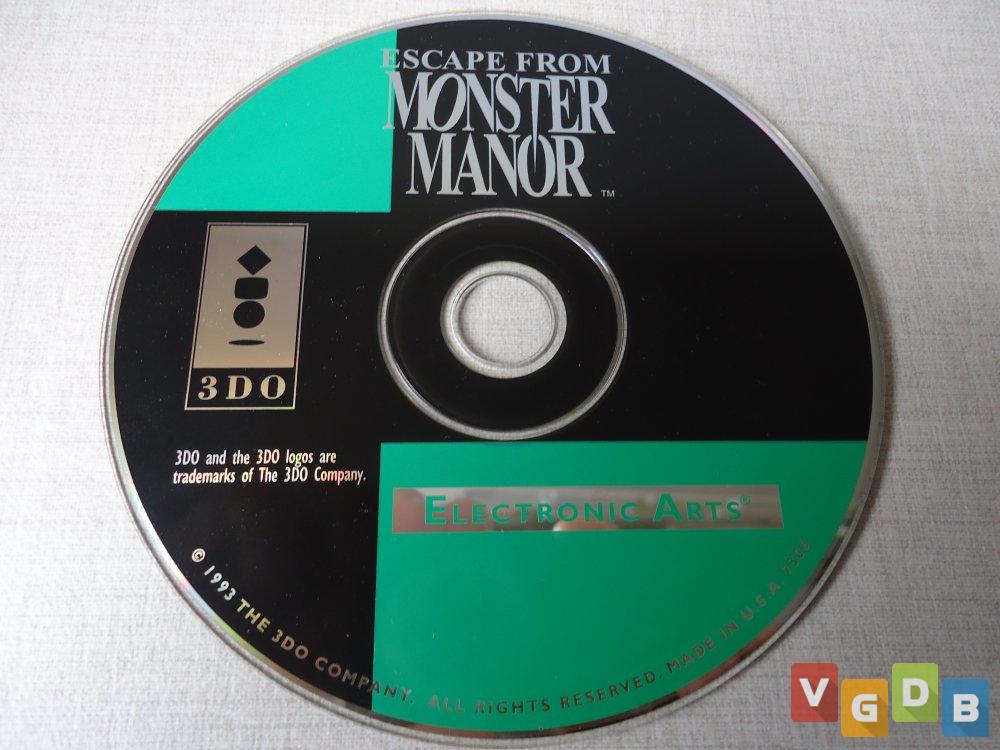 ESCAPE FROM
MONSTER
MANOR ™
3DO
3DO and the 3DO logos are
trademarks of The 3DO Company.
ELECTRONIC ARTS®
© 1993 THE 3DO COMPANY. ALL RIGHTS RESERVED. MADE IN U.S.A. 7306
VGDB